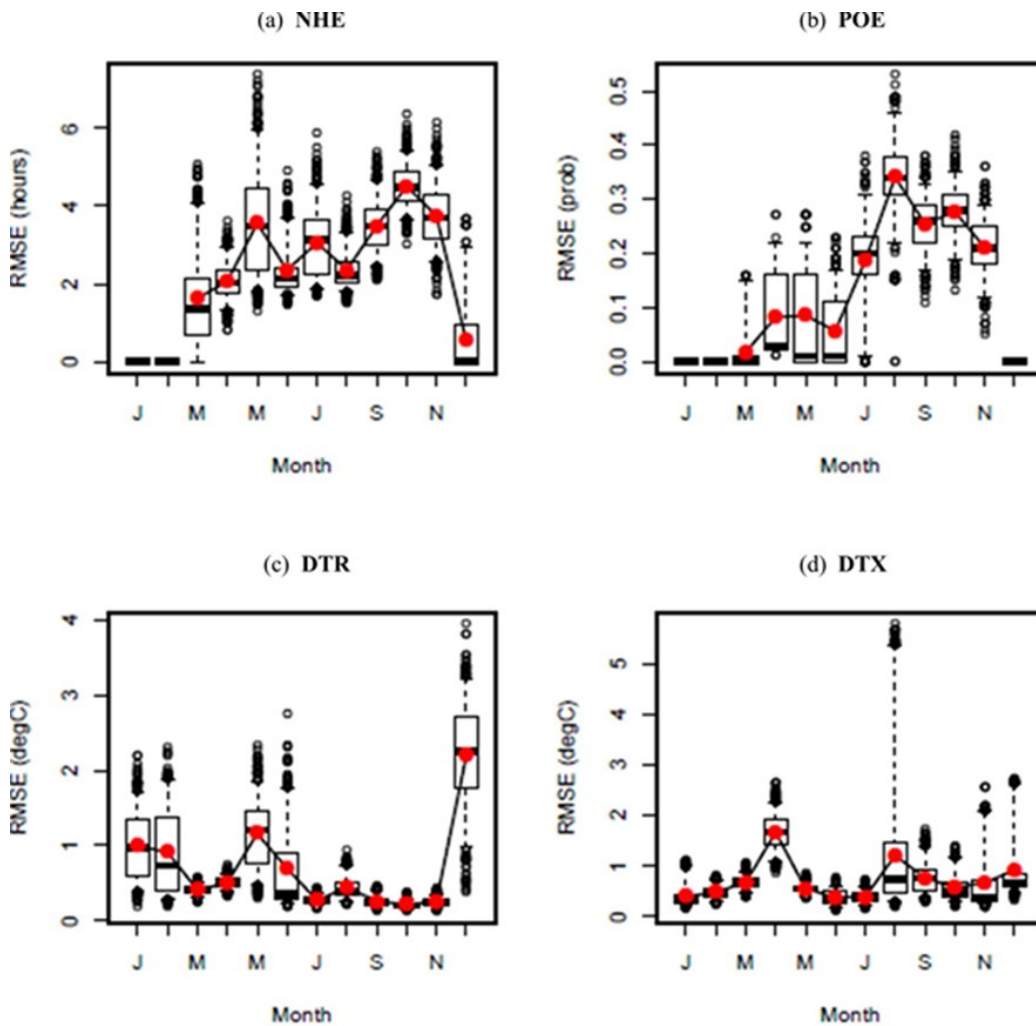 (a) NHE
(b) POE
RMSE (hours)
0 2 4 6
J M M J S N
Month
RMSE (prob)
0.0 0.1 0.2 0.3 0.4 0.5
J M M J S N
Month
(c) DTR
(d) DTX
RMSE (degC)
0 1 2 3 4
J M M J S N
Month
RMSE (degC)
0 1 2 3 4 5
J M M J S N
Month